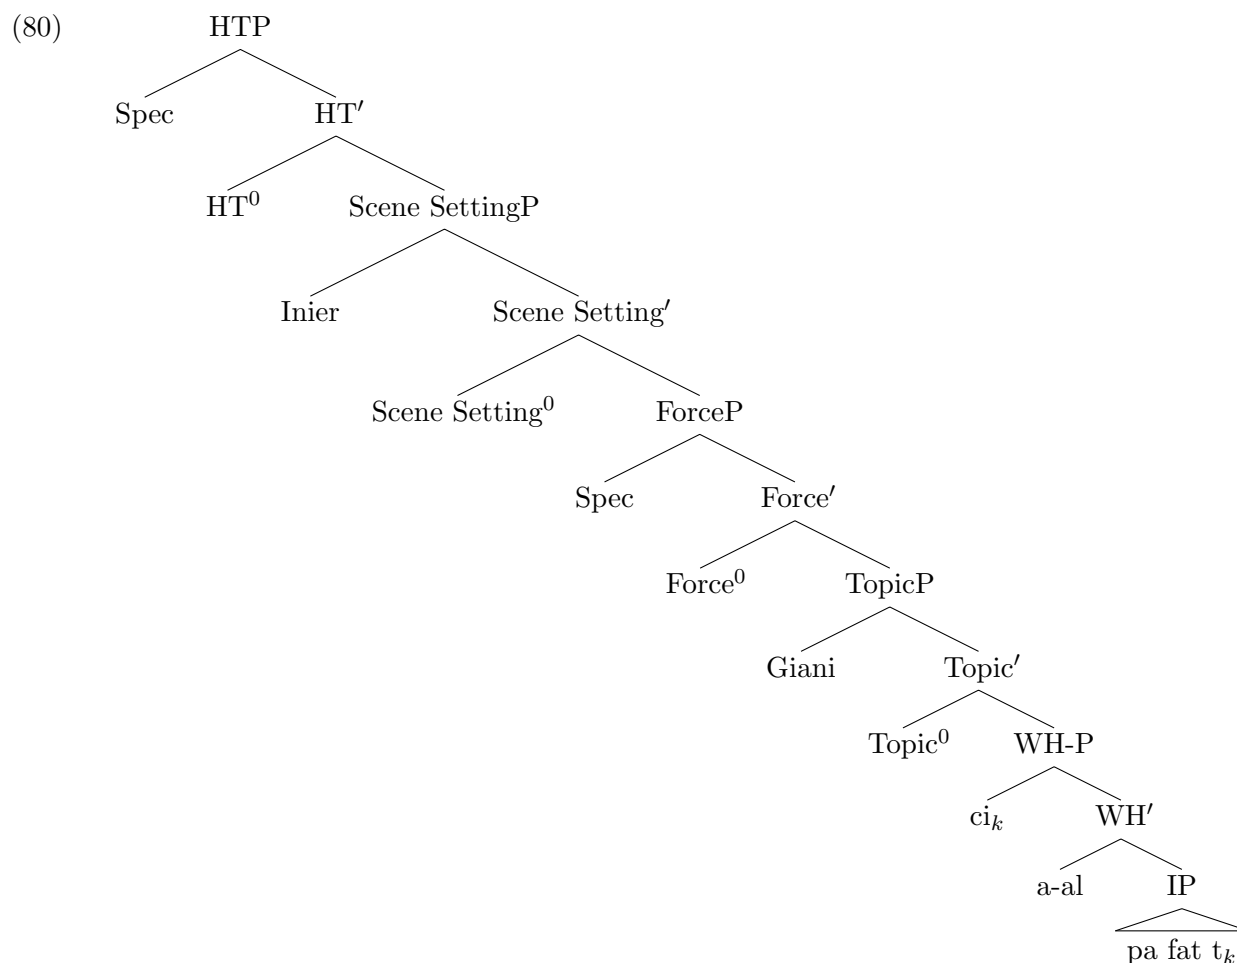 (80) HTP
Spec HT′
HT⁰ Scene SettingP
Inier Scene Setting′
Scene Setting⁰ ForceP
Spec Force′
Force⁰ TopicP
Giani Topic′
Topic⁰ WH-P
ciₖ WH′
a-al IP
pa fat tₖ